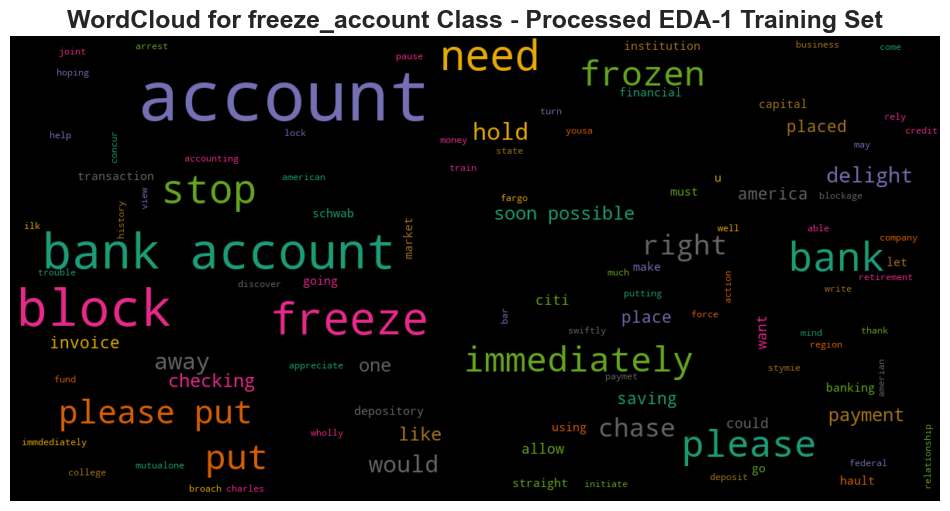 WordCloud for freeze_account Class - Processed EDA-1 Training Set
joint
arrest
pause
need
institution
business
come
hoping
account
frozen
financial
capital
help
concur
lock
turn
hold
yousa
placed
rely
credit
money
state
may
accounting
train
transaction
american
view
stop
u
delight
must
america
blockage
fargo
schwab
soon possible
history
market
ilk
well
able
company
bank account
right
bank
let
trouble
discover
going
much
make
retirement
putting
action
write
block
freeze
citi
bar
place
force
want
mind
thank
region
swiftly
invoice
away
one
appreciate
immediately
stymie
fund
checking
paymet
amerian
banking
saving
please put
depository
like
using
chase
could
payment
relationship
immdediately
wholly
please
put
would
allow
mutualone
college
go
federal
deposit
broach
charles
straight
initiate
hault